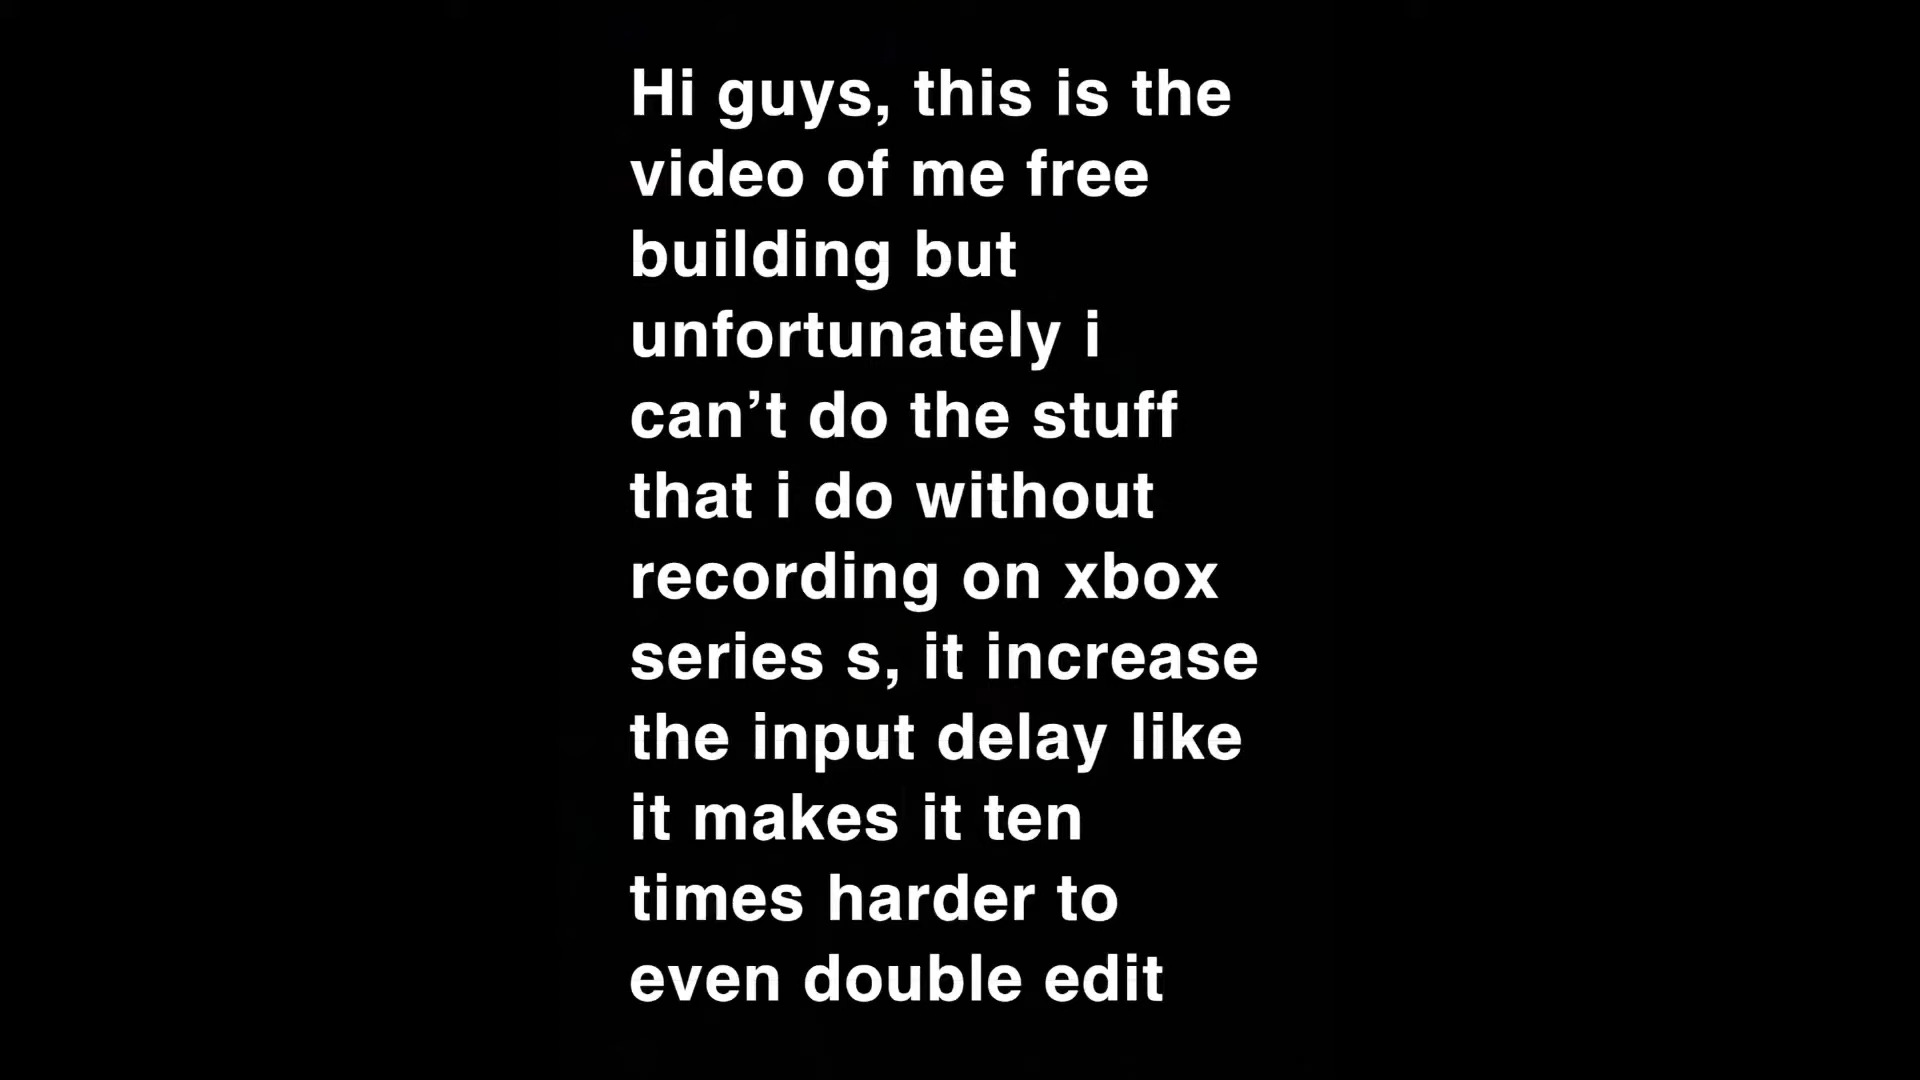 Hi guys, this is the
video of me free
building but
unfortunately i
can’t do the stuff
that i do without
recording on xbox
series s, it increase
the input delay like
it makes it ten
times harder to
even double edit